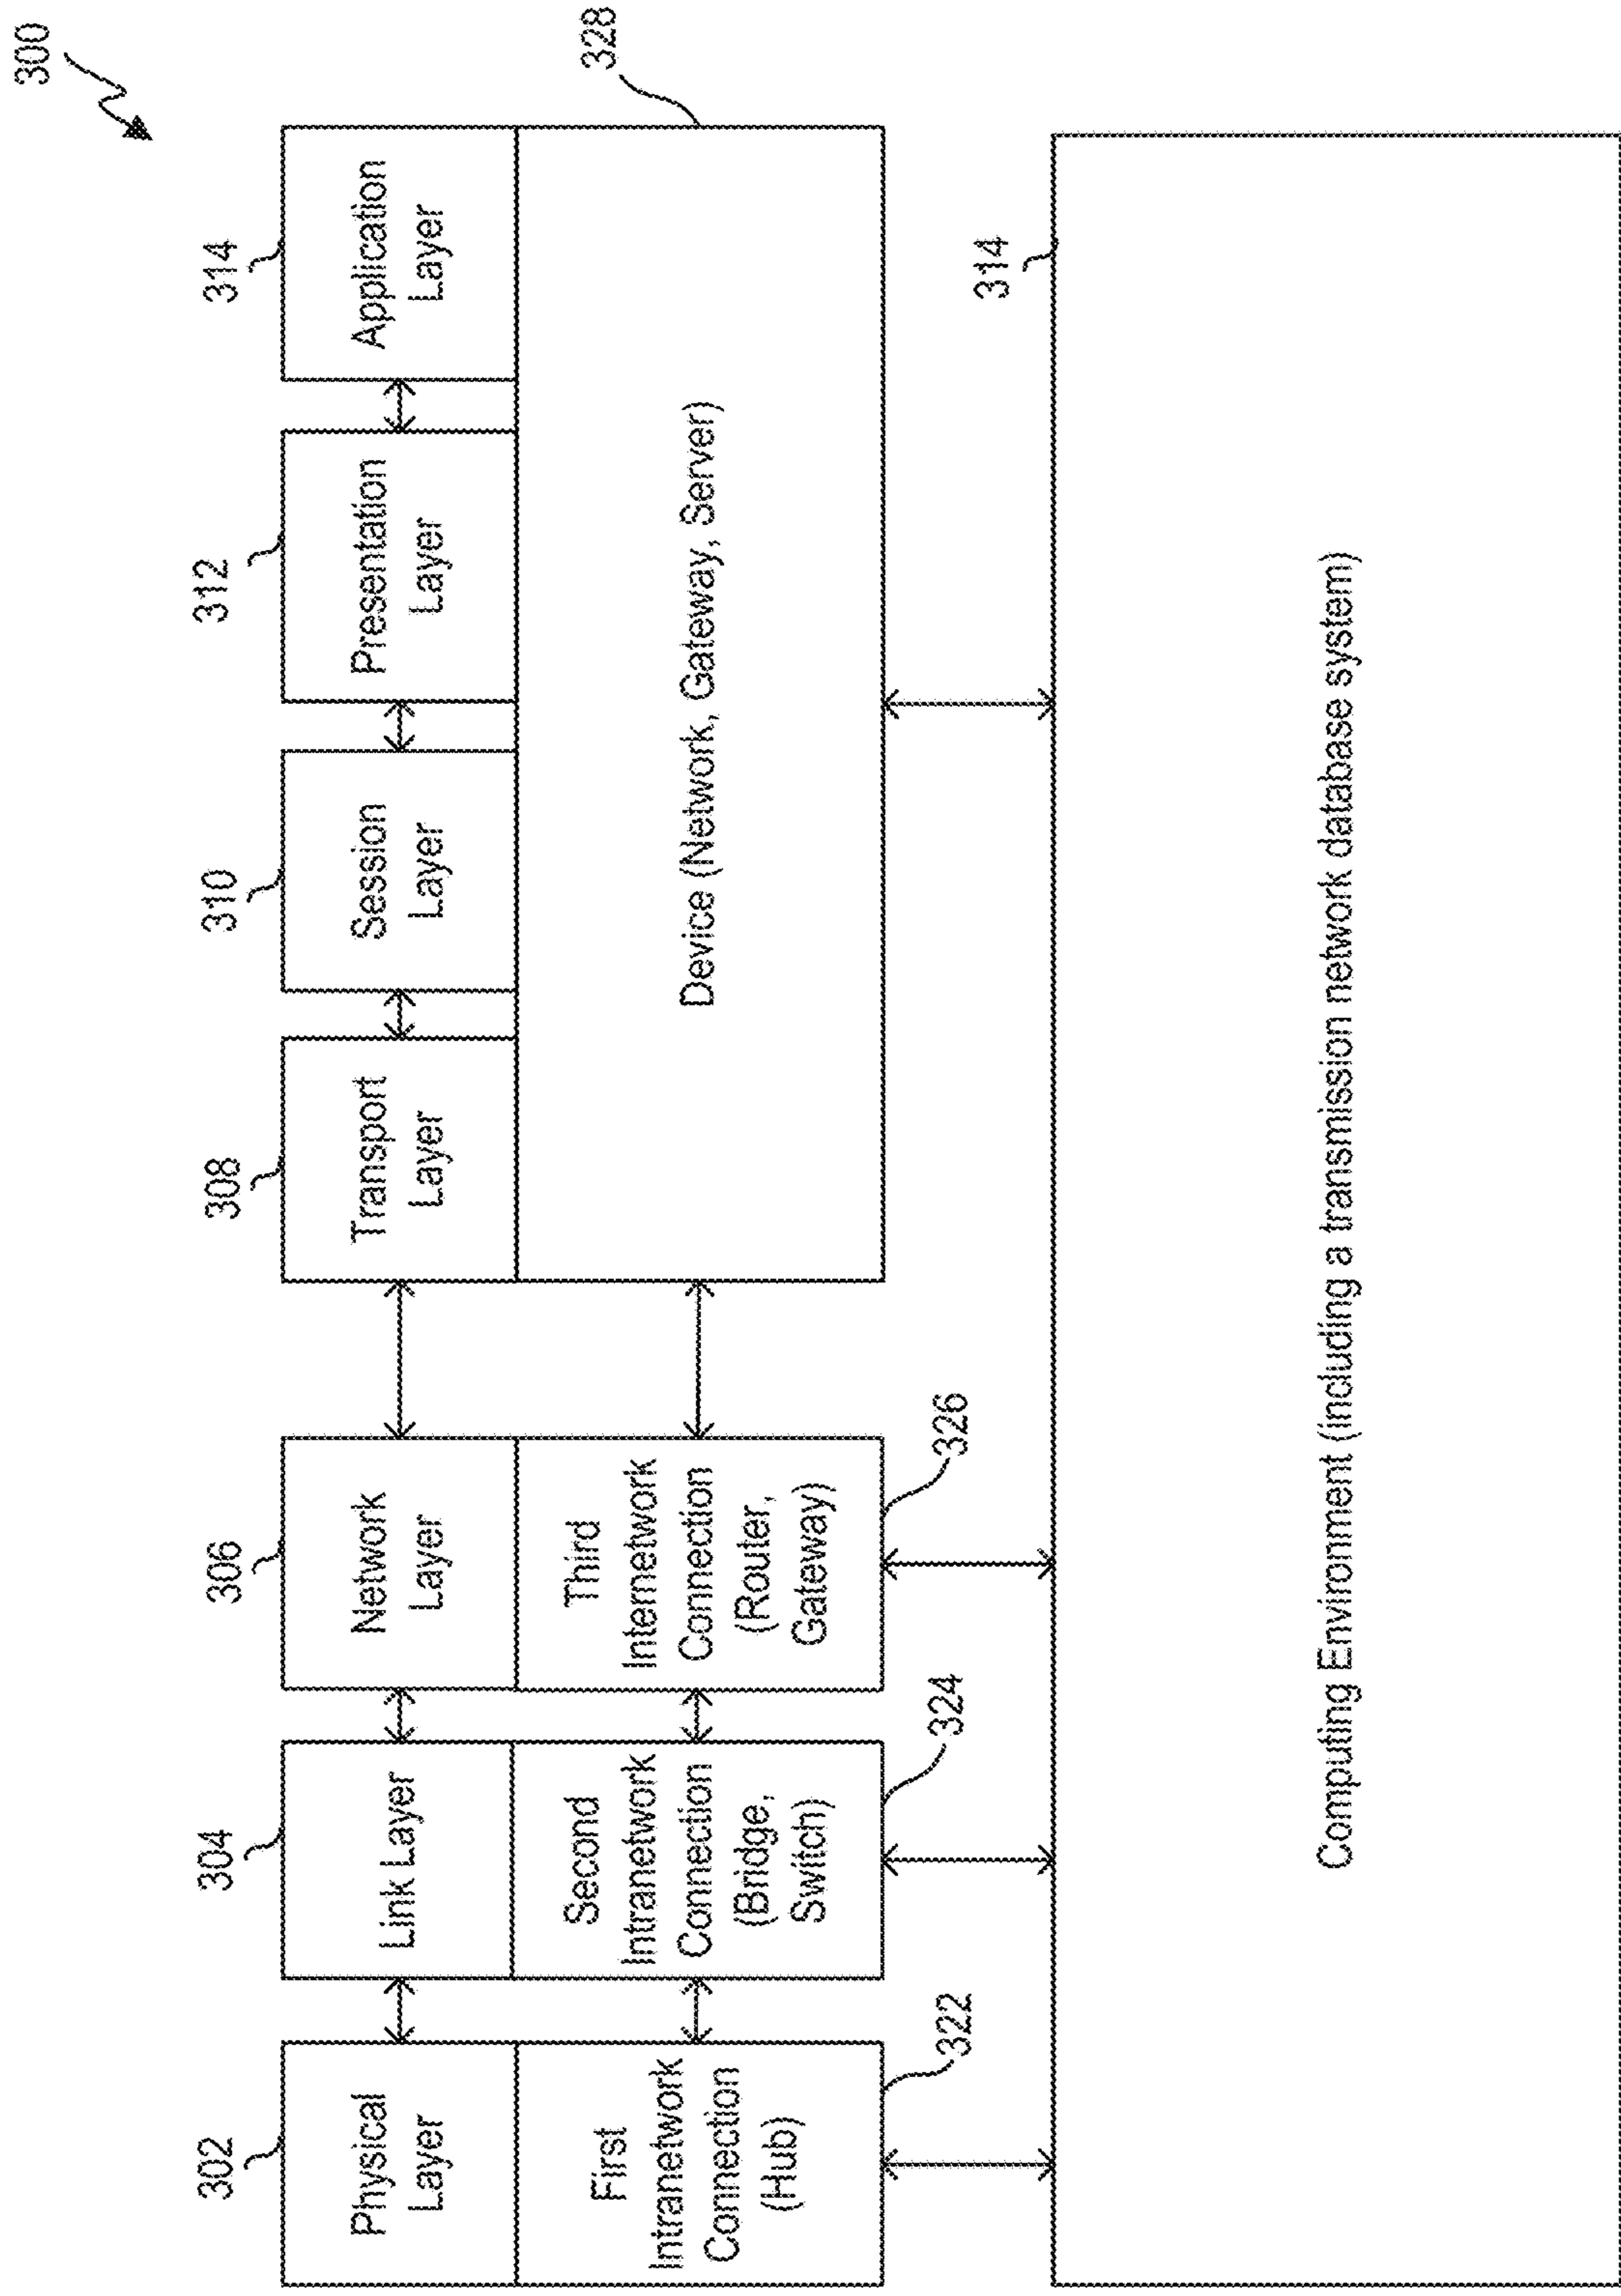 300
302
Physical
Layer
304
Link Layer
306
Network
Layer
308
Transport
Layer
310
Session
Layer
312
Presentation
Layer
314
Application
Layer
First
Intranetwork
Connection
(Hub)
322
Second
Intranetwork
Connection
(Bridge,
Switch)
324
Third
Internetwork
Connection
(Router,
Gateway)
326
Device (Network, Gateway, Server)
328
314
Computing Environment (including a transmission network database system)